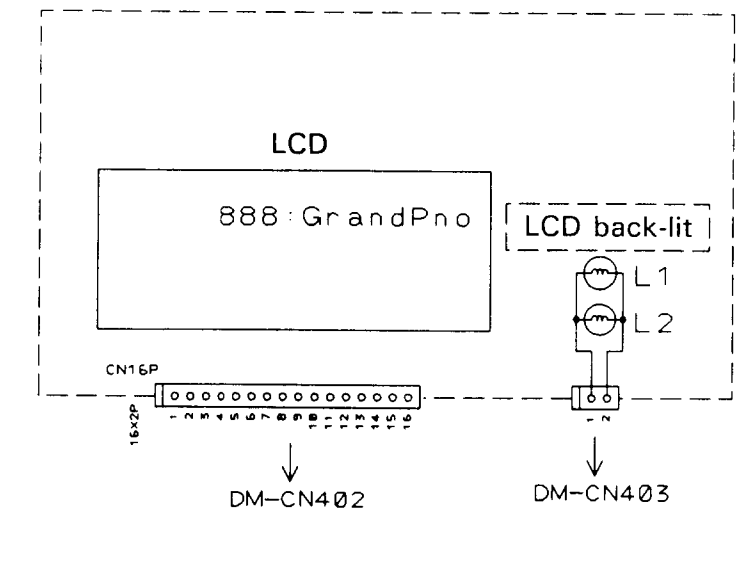 LCD
888:GrandPno
LCD back-lit
L1
L2
CN16P
16X2P
1 2 3 4 5 6 7 8 9 10 11 12 13 14 15 16
1 2
DM-CN402
DM-CN403